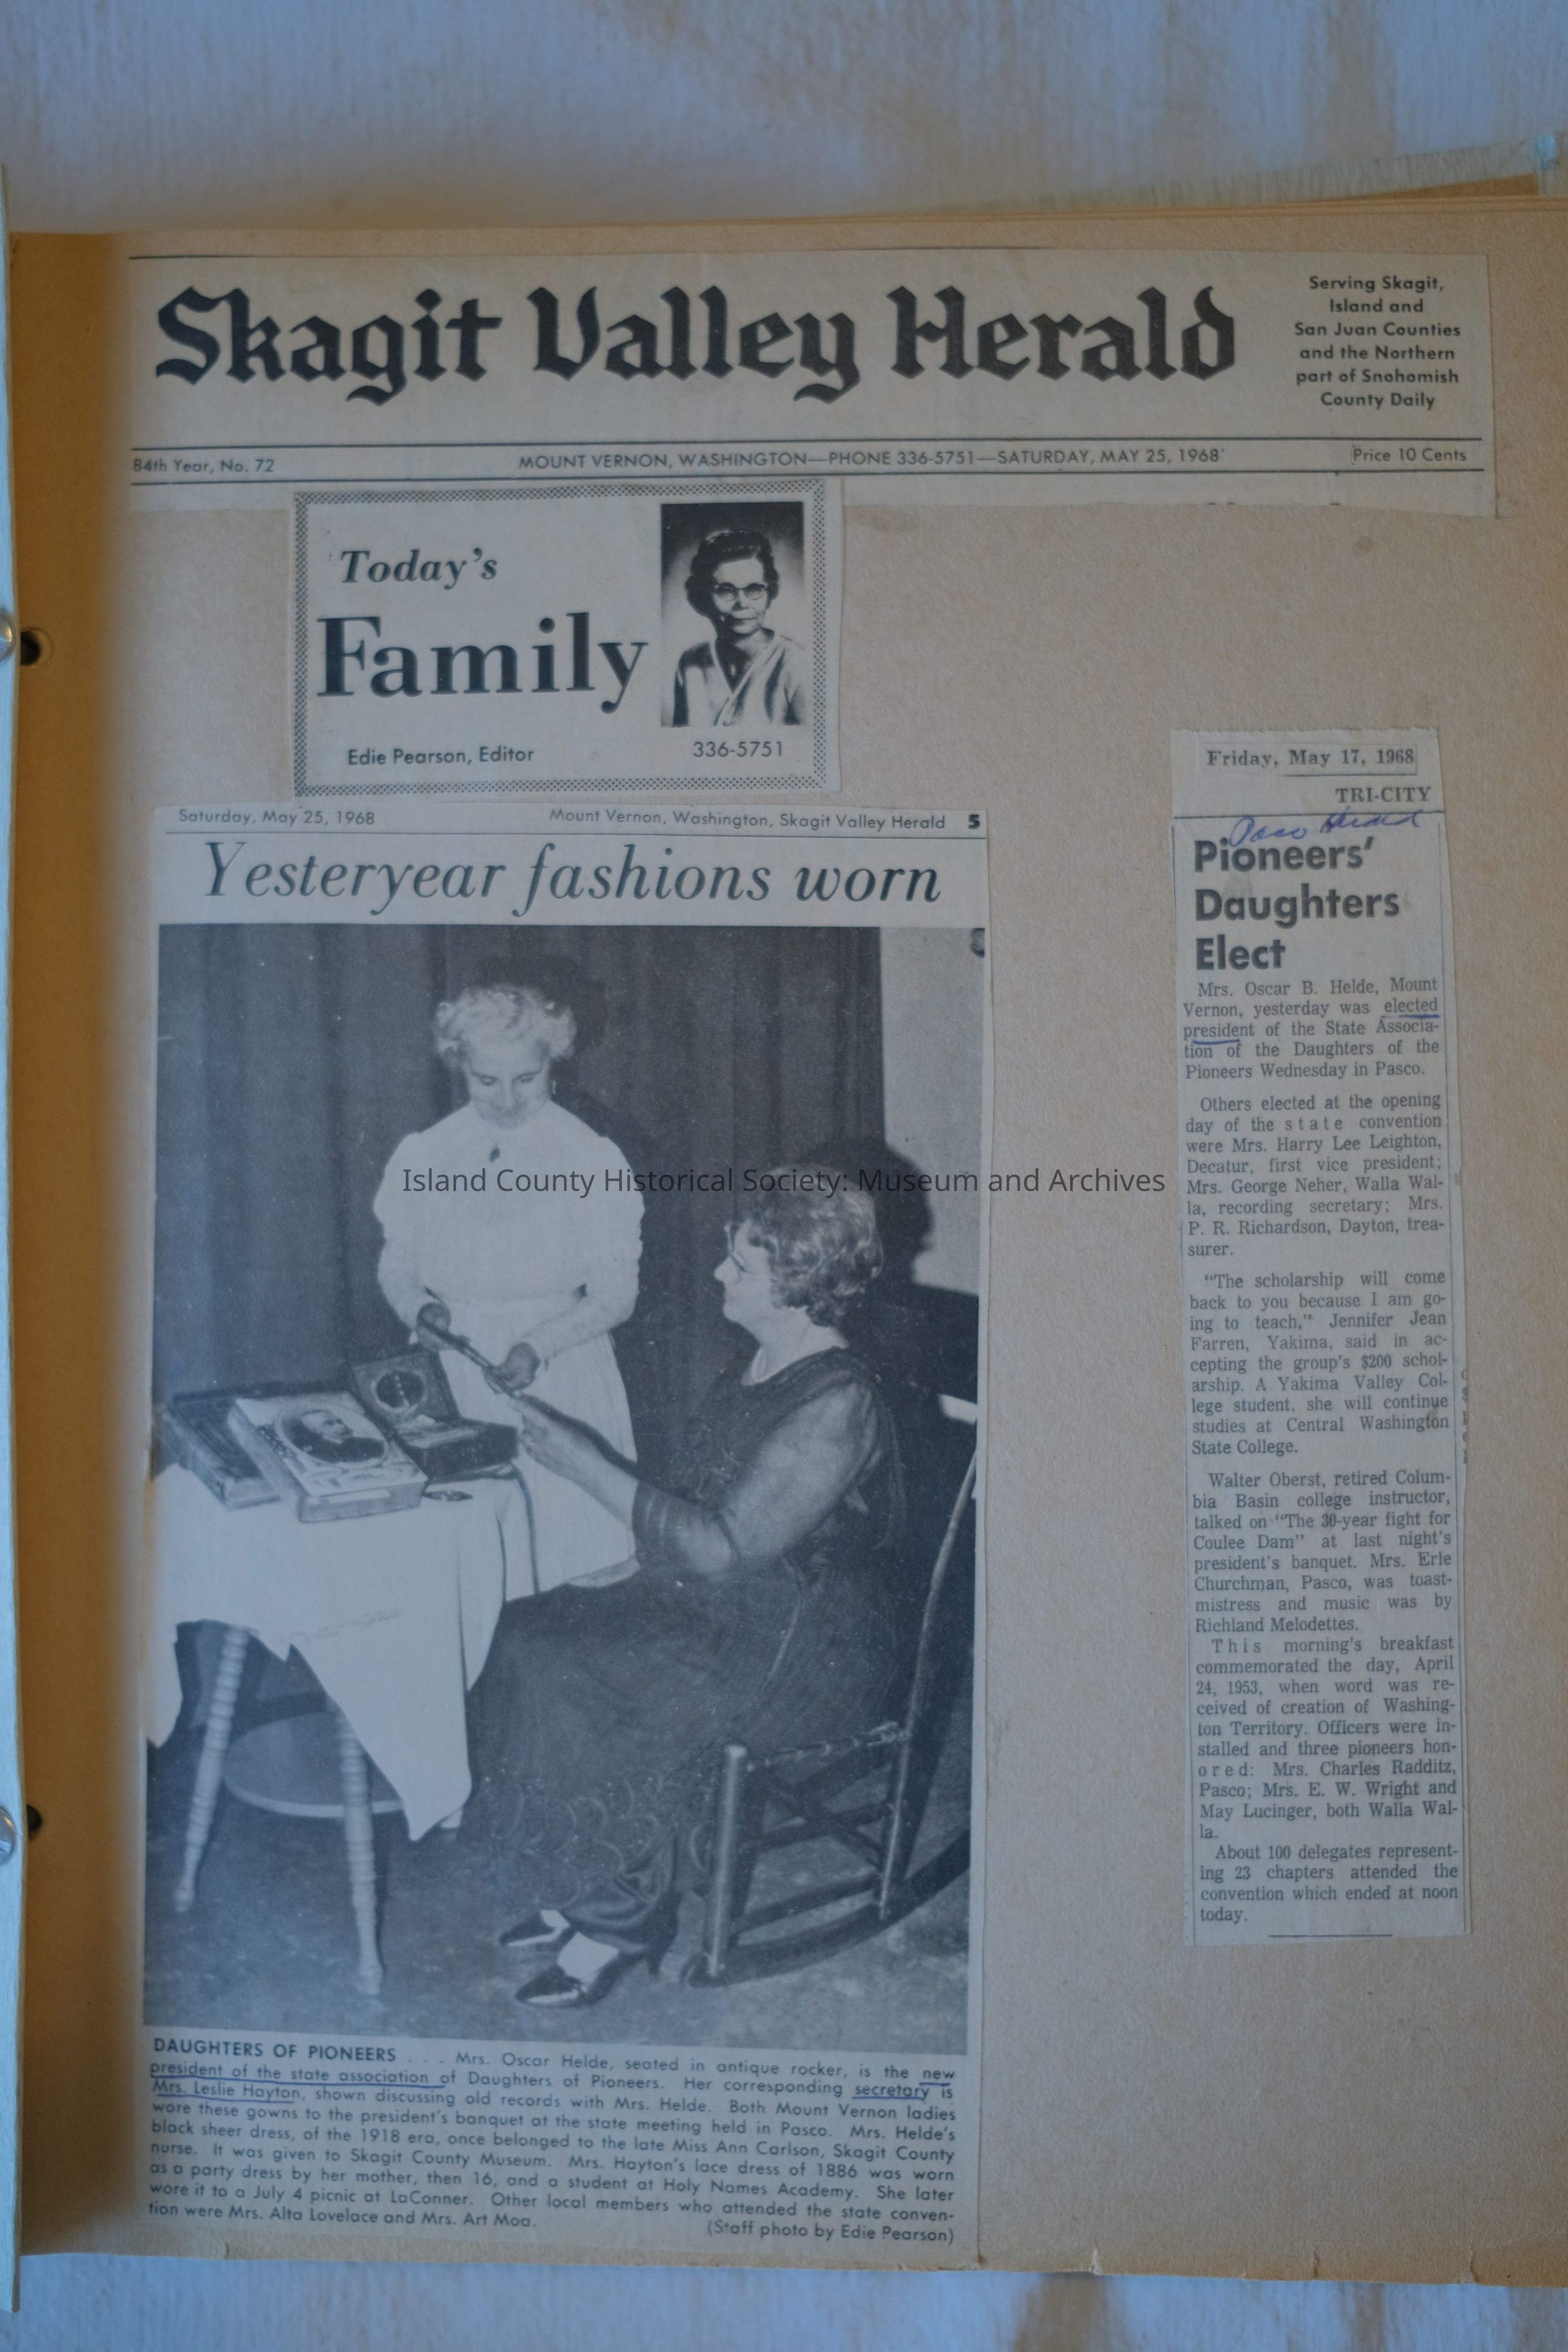 Skagit Valley Herald
Serving Skagit,
Island and
San Juan Counties
and the Northern
part of Snohomish
County Daily
84th Year, No. 72
MOUNT VERNON, WASHINGTON—PHONE 336-5751—SATURDAY, MAY 25, 1968
Price 10 Cents
Today's
Family
Edie Pearson, Editor
336-5751
Saturday, May 25, 1968
Mount Vernon, Washington, Skagit Valley Herald 5
Yesteryear fashions worn
DAUGHTERS OF PIONEERS . . . Mrs. Oscar Helde, seated in antique rocker, is the new
president of the state association of Daughters of Pioneers. Her corresponding secretary is
Mrs. Leslie Hayton, shown discussing old records with Mrs. Helde. Both Mount Vernon ladies
wore these gowns to the president's banquet at the state meeting held in Pasco. Mrs. Helde's
black sheer dress, of the 1918 era, once belonged to the late Miss Ann Carlson, Skagit County
nurse. It was given to Skagit County Museum. Mrs. Hayton's lace dress of 1886 was worn
as a party dress by her mother, then 16, and a student at Holy Names Academy. She later
wore it to a July 4 picnic at LaConner. Other local members who attended the state conven-
tion were Mrs. Alta Lovelace and Mrs. Art Moa.
(Staff photo by Edie Pearson)
Friday, May 17, 1968
TRI-CITY
Pioneers'
Daughters
Elect
Mrs. Oscar B. Helde, Mount
Vernon, yesterday was elected
president of the State Associa-
tion of the Daughters of the
Pioneers Wednesday in Pasco.
Others elected at the opening
day of the state convention
were Mrs. Harry Lee Leighton,
Decatur, first vice president;
Mrs. George Neher, Walla Wal-
la, recording secretary; Mrs.
P. R. Richardson, Dayton, trea-
surer.
"The scholarship will come
back to you because I am go-
ing to teach," Jennifer Jean
Farren, Yakima, said in ac-
cepting the group's $200 schol-
arship. A Yakima Valley Col-
lege student, she will continue
studies at Central Washington
State College.
Walter Oberst, retired Colum-
bia Basin college instructor,
talked on "The 30-year fight for
Coulee Dam" at last night's
president's banquet. Mrs. Erle
Churchman, Pasco, was toast-
mistress and music was by
Richland Melodettes.
This morning's breakfast
commemorated the day, April
24, 1953, when word was re-
ceived of creation of Washing-
ton Territory. Officers were in-
stalled and three pioneers hon-
ored: Mrs. Charles Radditz,
Pasco; Mrs. E. W. Wright and
May Lucinger, both Walla Wal-
la.
About 100 delegates represent-
ing 23 chapters attended the
convention which ended at noon
today.
Island County Historical Society: Museum and Archives